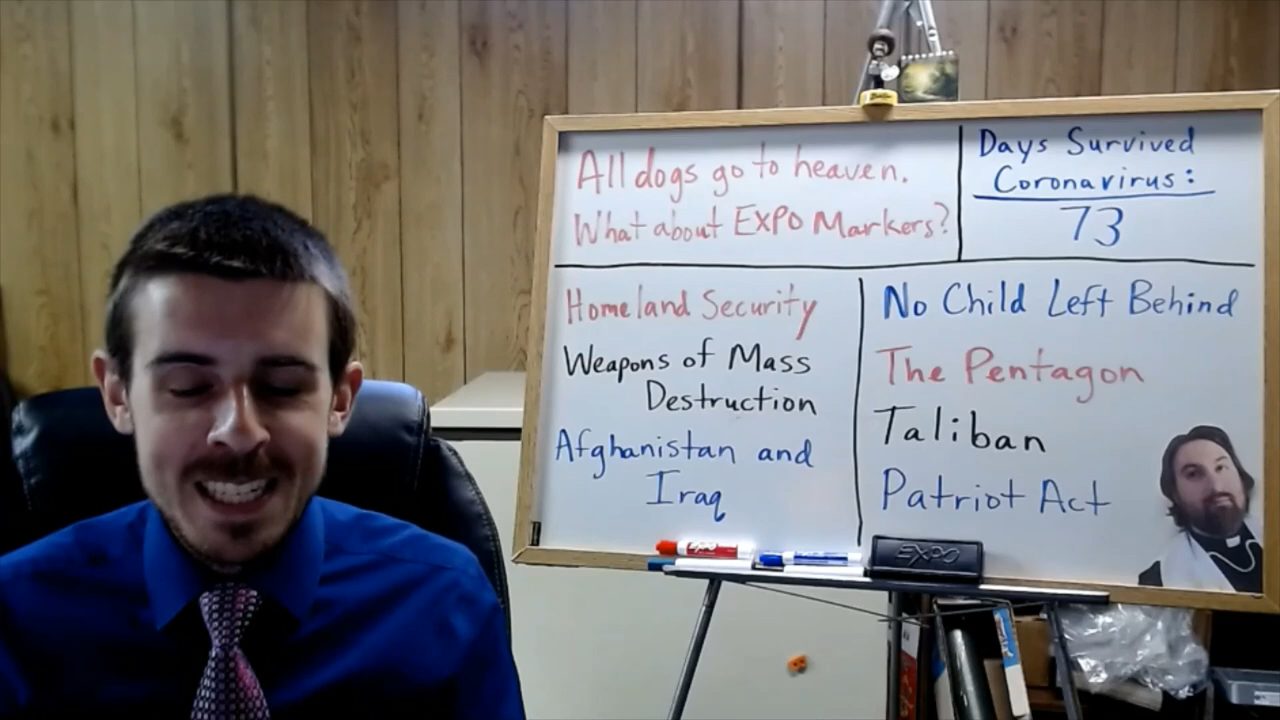 All dogs go to heaven.
What about EXPO Markers?
Days Survived
Coronavirus:
73
Homeland Security
Weapons of Mass
Destruction
Afghanistan and
Iraq
No Child Left Behind
The Pentagon
Taliban
Patriot Act
EXPO
EXPO